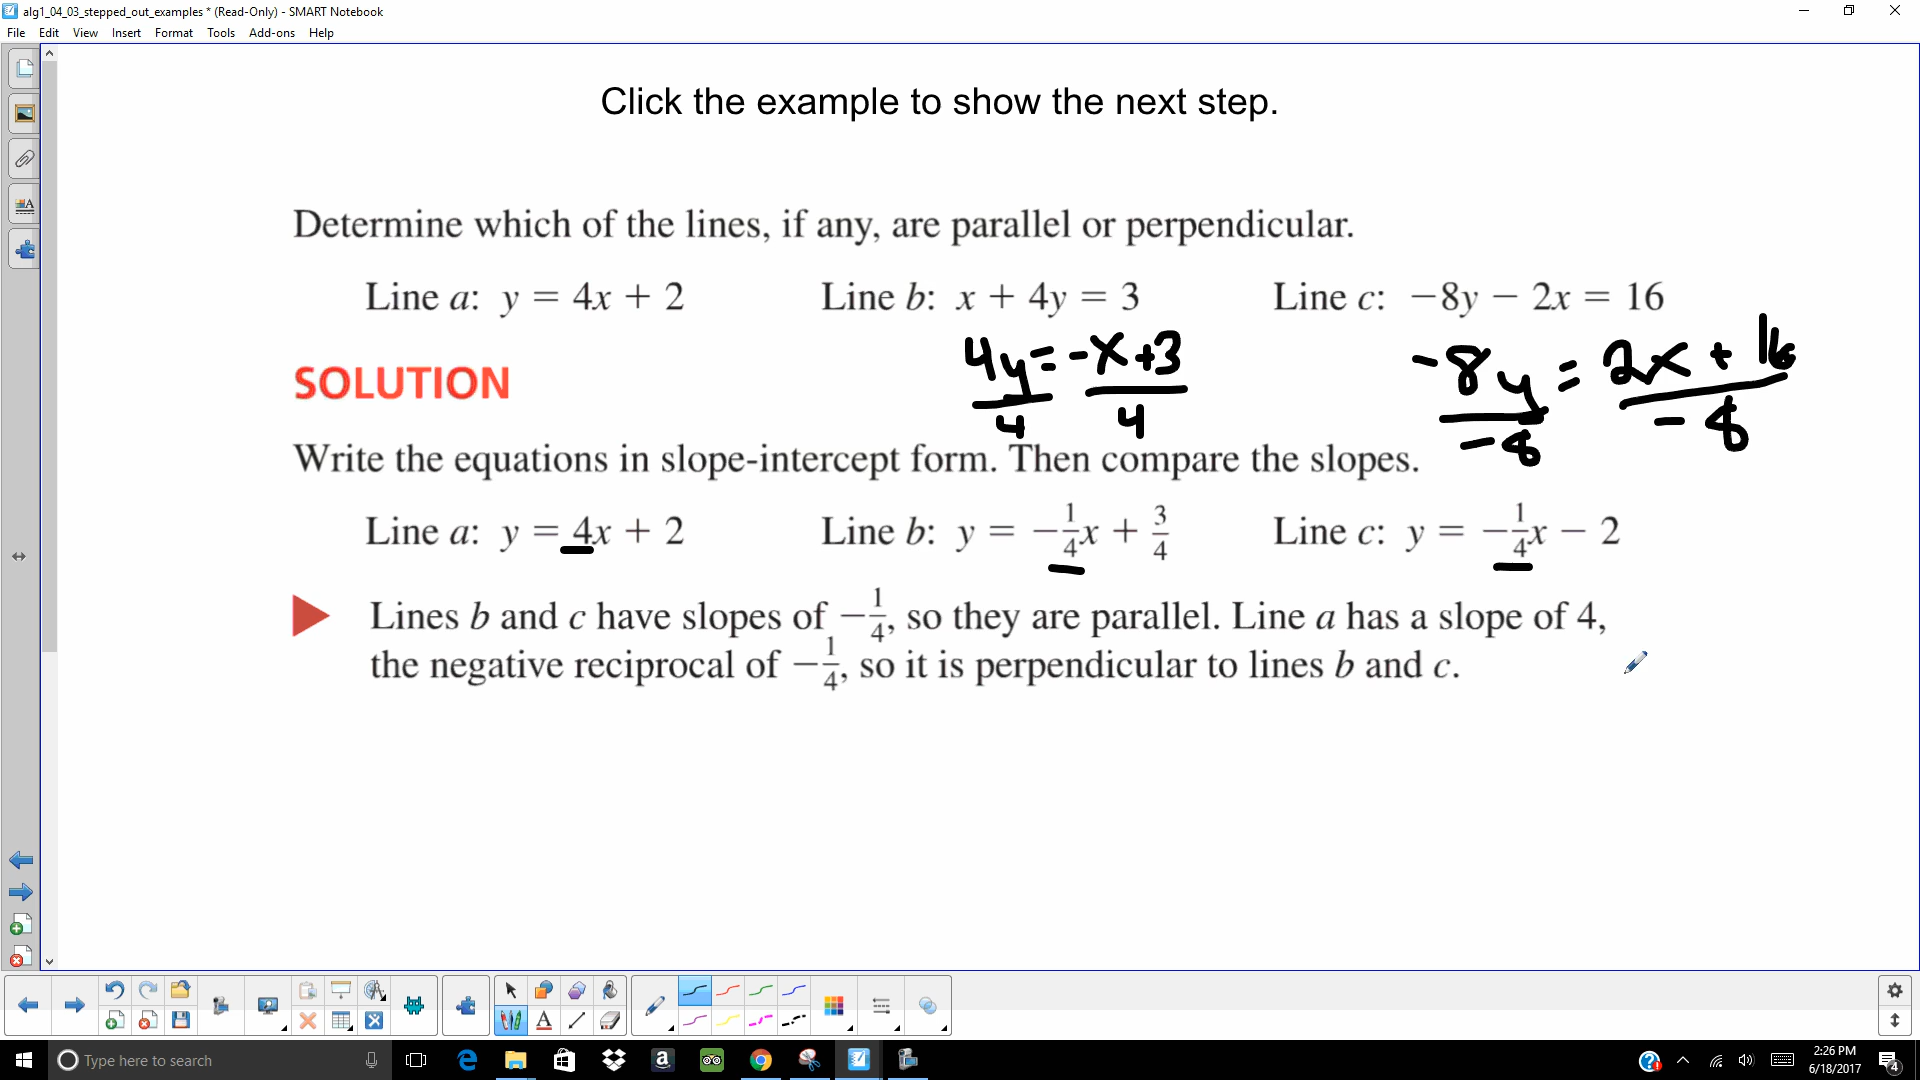 alg1_04_03_stepped_out_examples * (Read-Only) - SMART Notebook
File Edit View Insert Format Tools Add-ons Help
Click the example to show the next step.
Determine which of the lines, if any, are parallel or perpendicular.
Line a: y = 4x + 2 Line b: x + 4y = 3 Line c: −8y − 2x = 16
4y = -x+3 -8y = 2x + 16
4 4 -8 -8
SOLUTION
Write the equations in slope-intercept form. Then compare the slopes.
Line a: y = 4x + 2 Line b: y = −1/4x + 3/4 Line c: y = −1/4x − 2
Lines b and c have slopes of −1/4, so they are parallel. Line a has a slope of 4,
the negative reciprocal of −1/4, so it is perpendicular to lines b and c.
Type here to search
2:26 PM
6/18/2017
4